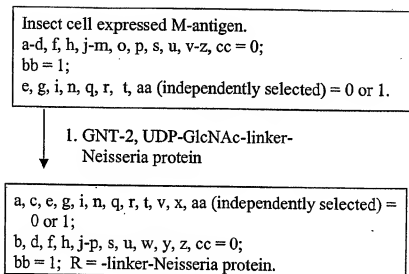 Insect cell expressed M-antigen.
a-d, f, h, j-m, o, p, s, u, v-z, cc = 0;
bb = 1;
e, g, i, n, q, r, t, aa (independently selected) = 0 or 1.
1. GNT-2, UDP-GlcNAc-linker-
Neisseria protein
a, c, e, g, i, n, q, r, t, v, x, aa (independently selected) =
0 or 1;
b, d, f, h, j-p, s, u, w, y, z, cc = 0;
bb = 1; R = -linker-Neisseria protein.